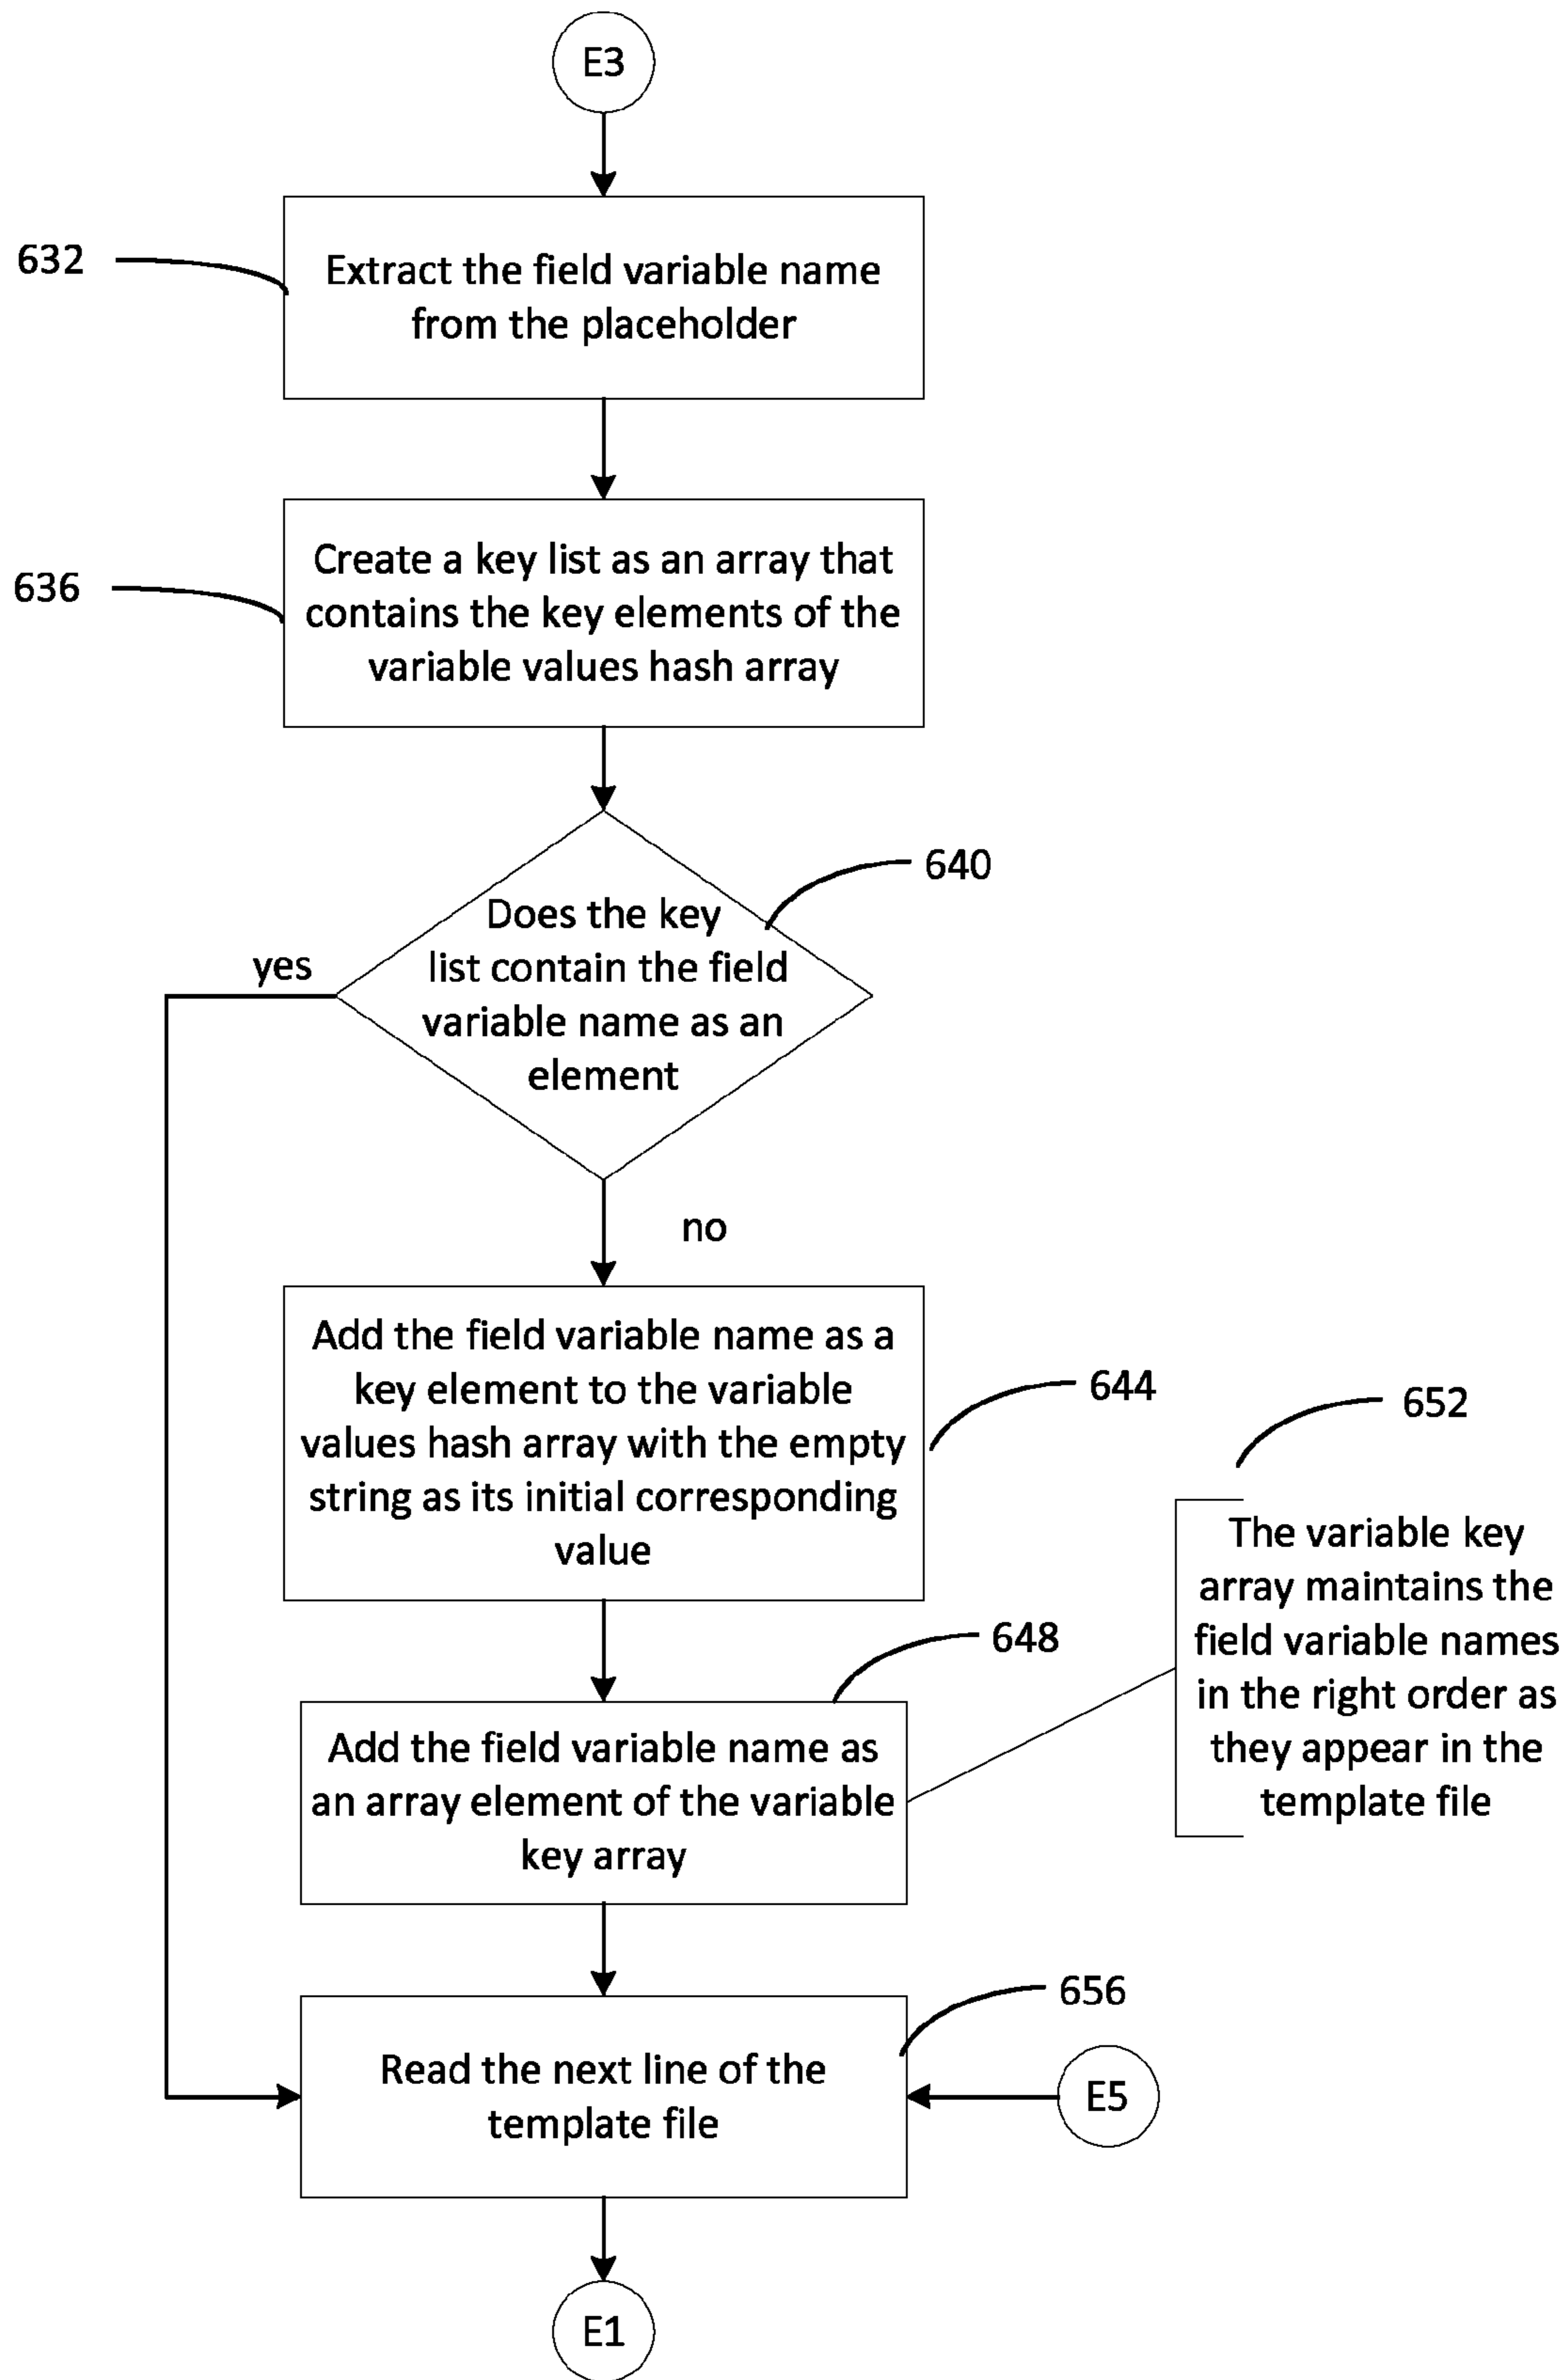 E3
632
Extract the field variable name
from the placeholder
636
Create a key list as an array that
contains the key elements of the
variable values hash array
640
Does the key
list contain the field
variable name as an
element
yes
no
Add the field variable name as a
key element to the variable
values hash array with the empty
string as its initial corresponding
value
644
652
The variable key
array maintains the
field variable names
in the right order as
they appear in the
template file
648
Add the field variable name as
an array element of the variable
key array
656
Read the next line of the
template file
E5
E1